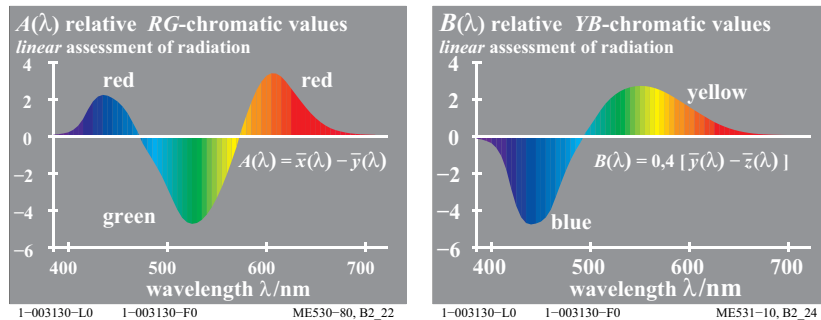 A(λ) relative RG-chromatic values
linear assessment of radiation
4
red
red
2
0
A(λ) = x̅(λ) − y̅(λ)
−2
−4
green
−6
400
500
600
700
wavelength λ/nm
1−003130−L0
1−003130−F0
ME530−80, B2_22
B(λ) relative YB-chromatic values
linear assessment of radiation
4
yellow
2
0
B(λ) = 0,4 [ y̅(λ) − z̅(λ) ]
−2
−4
blue
−6
400
500
600
700
wavelength λ/nm
1−003130−L0
1−003130−F0
ME531−10, B2_24